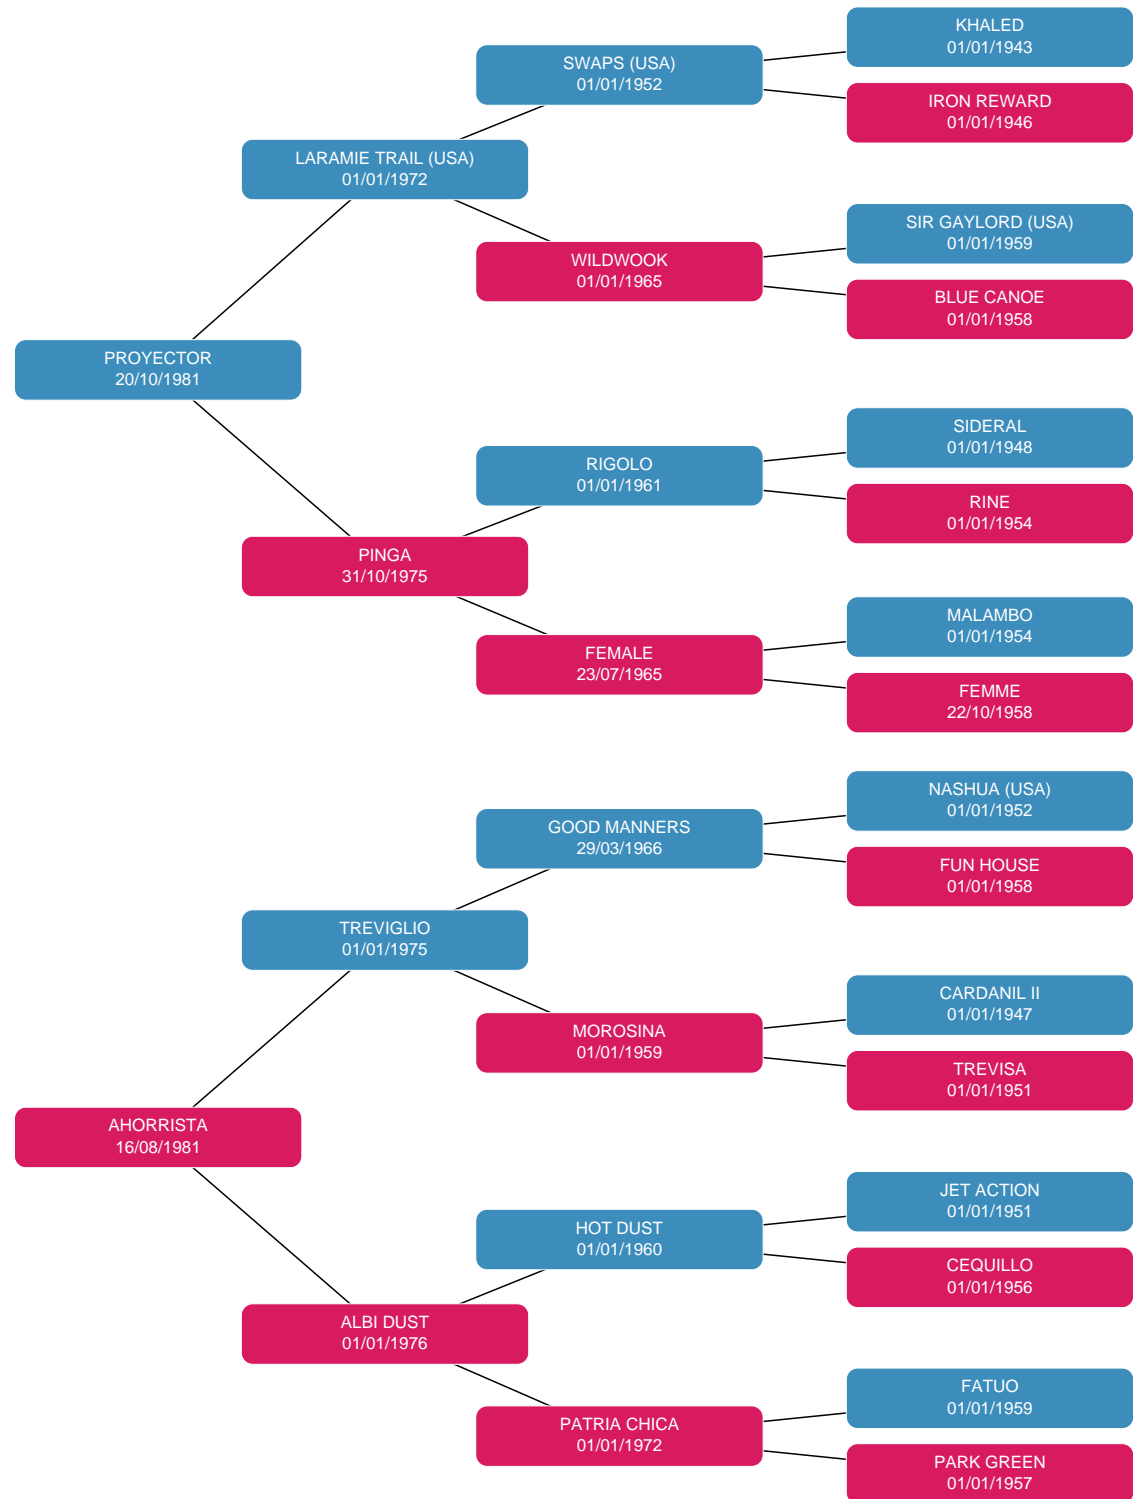 KHALED
01/01/1943
SWAPS (USA)
01/01/1952
IRON REWARD
01/01/1946
LARAMIE TRAIL (USA)
01/01/1972
SIR GAYLORD (USA)
01/01/1959
WILDWOOK
01/01/1965
BLUE CANOE
01/01/1958
PROYECTOR
20/10/1981
SIDERAL
01/01/1948
RIGOLO
01/01/1961
RINE
01/01/1954
PINGA
31/10/1975
MALAMBO
01/01/1954
FEMALE
23/07/1965
FEMME
22/10/1958
NASHUA (USA)
01/01/1952
GOOD MANNERS
29/03/1966
FUN HOUSE
01/01/1958
TREVIGLIO
01/01/1975
CARDANIL II
01/01/1947
MOROSINA
01/01/1959
TREVISA
01/01/1951
AHORRISTA
16/08/1981
JET ACTION
01/01/1951
HOT DUST
01/01/1960
CEQUILLO
01/01/1956
ALBI DUST
01/01/1976
FATUO
01/01/1959
PATRIA CHICA
01/01/1972
PARK GREEN
01/01/1957